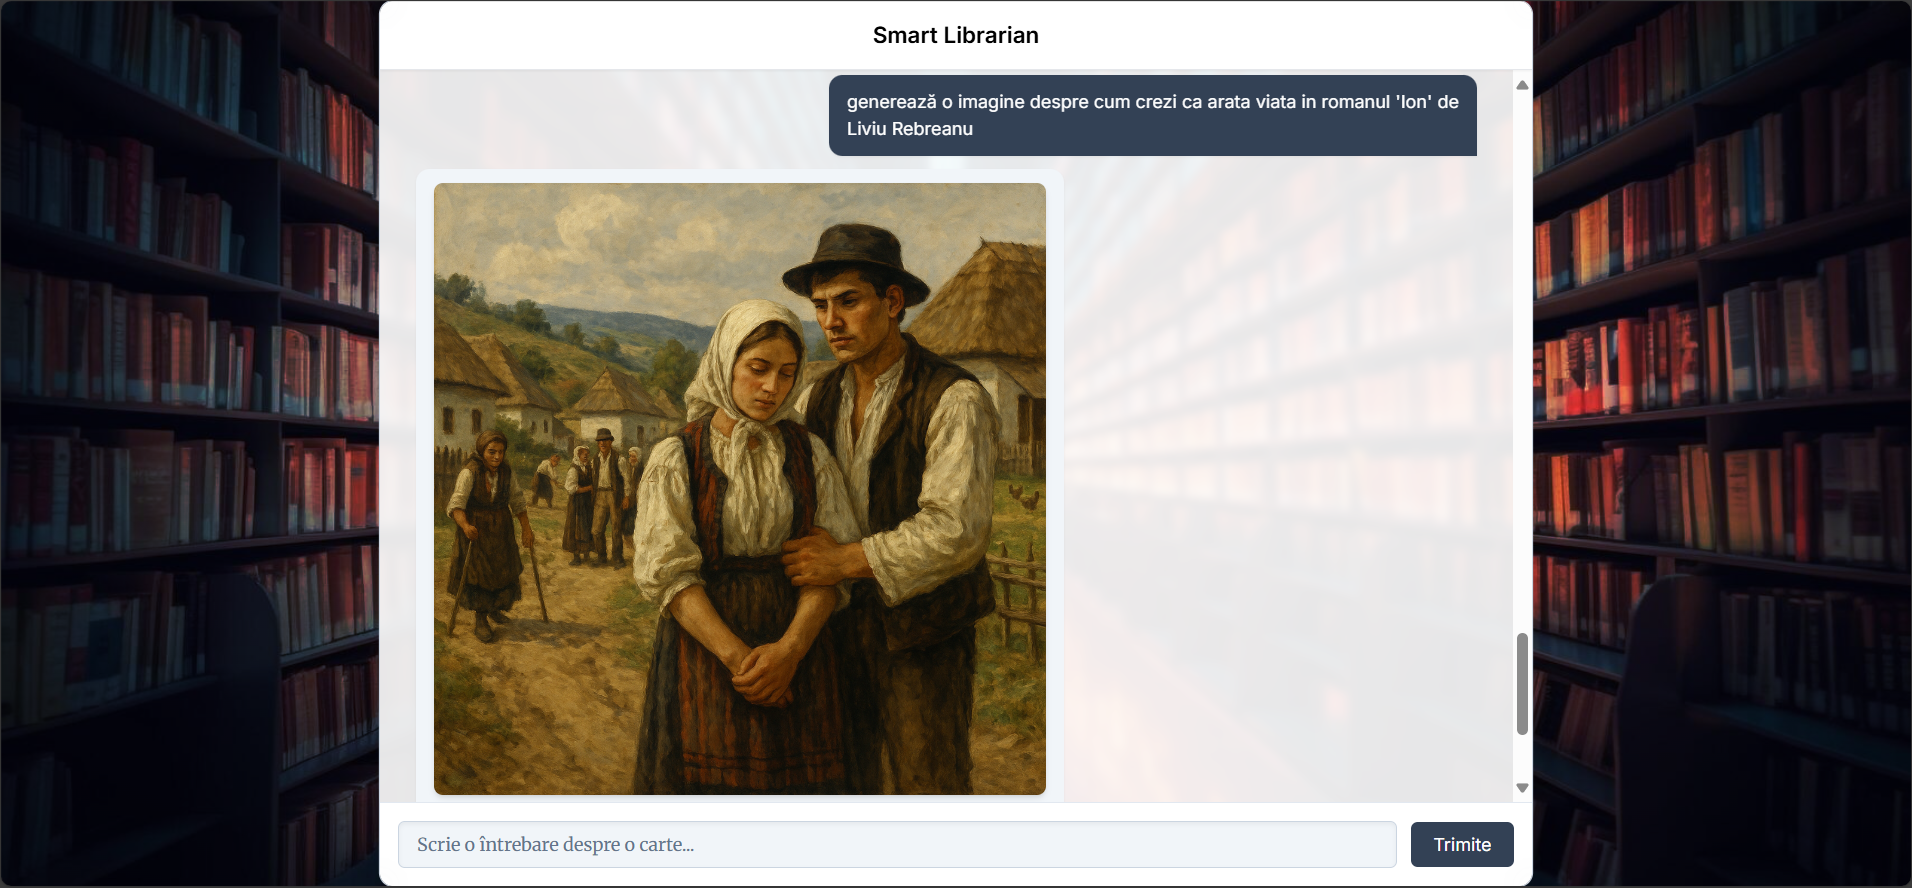 Smart Librarian
generează o imagine despre cum crezi ca arata viata in romanul 'Ion' de
Liviu Rebreanu
Scrie o întrebare despre o carte...
Trimite